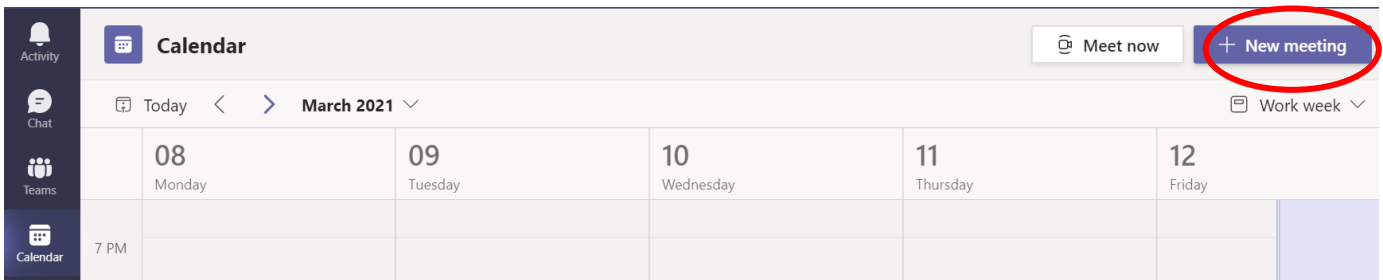 Activity
Chat
Teams
Calendar
Calendar
Meet now
+ New meeting
Today
March 2021
Work week
08
Monday
09
Tuesday
10
Wednesday
11
Thursday
12
Friday
7 PM